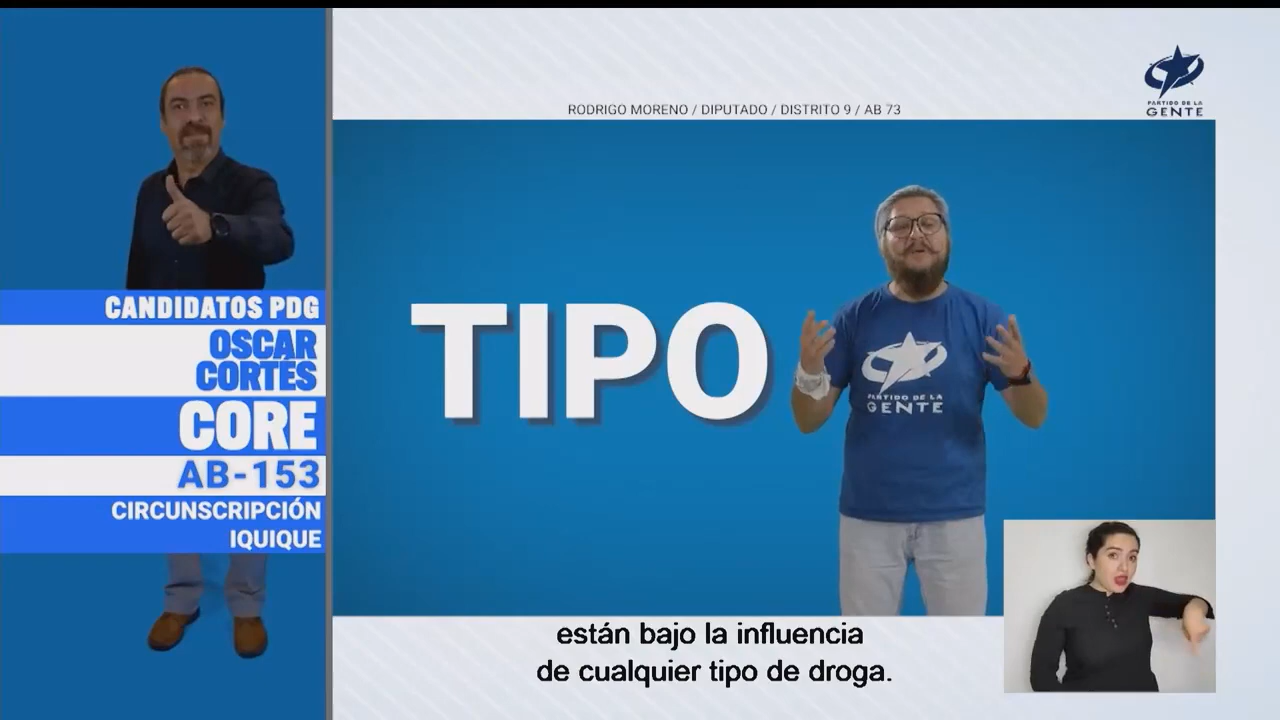 CANDIDATOS PDG
OSCAR
CORTÉS
CORE
AB-153
CIRCUNSCRIPCIÓN
IQUIQUE
RODRIGO MORENO / DIPUTADO / DISTRITO 9 / AB 73
PARTIDO DE LA
GENTE
TIPO
PARTIDO DE LA
GENTE
están bajo la influencia
de cualquier tipo de droga.